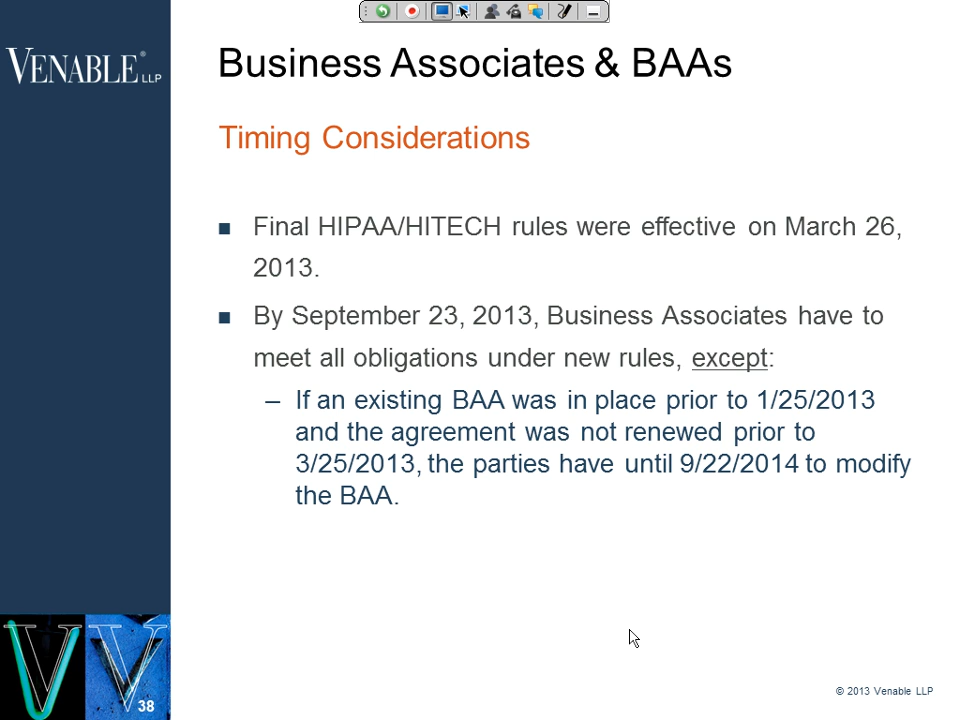 VENABLE® LLP
Business Associates & BAAs
Timing Considerations
Final HIPAA/HITECH rules were effective on March 26,
2013.
By September 23, 2013, Business Associates have to
meet all obligations under new rules, except:
– If an existing BAA was in place prior to 1/25/2013
and the agreement was not renewed prior to
3/25/2013, the parties have until 9/22/2014 to modify
the BAA.
38
© 2013 Venable LLP